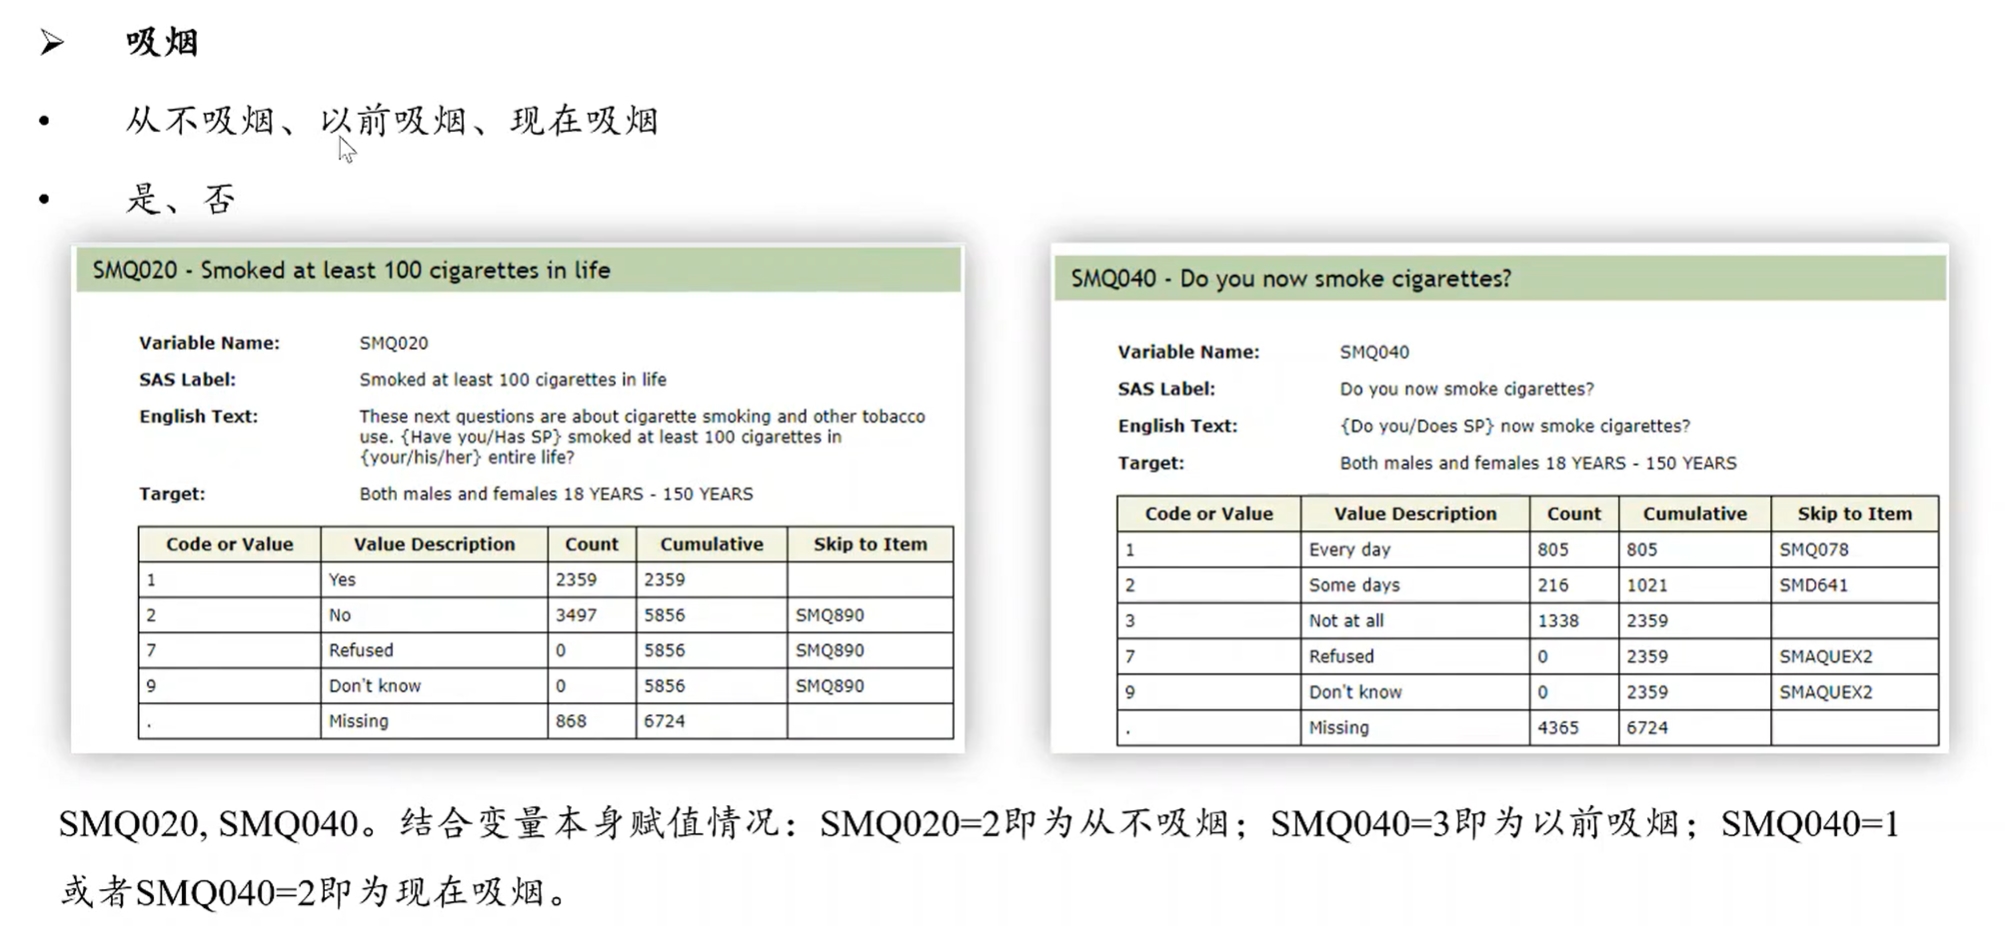 ➢ 吸烟
• 从不吸烟、以前吸烟、现在吸烟
• 是、否
SMQ020 - Smoked at least 100 cigarettes in life
Variable Name: SMQ020
SAS Label: Smoked at least 100 cigarettes in life
English Text: These next questions are about cigarette smoking and other tobacco
use. {Have you/Has SP} smoked at least 100 cigarettes in
{your/his/her} entire life?
Target: Both males and females 18 YEARS - 150 YEARS
Code or Value Value Description Count Cumulative Skip to Item
1 Yes 2359 2359
2 No 3497 5856 SMQ890
7 Refused 0 5856 SMQ890
9 Don't know 0 5856 SMQ890
. Missing 868 6724
SMQ040 - Do you now smoke cigarettes?
Variable Name: SMQ040
SAS Label: Do you now smoke cigarettes?
English Text: {Do you/Does SP} now smoke cigarettes?
Target: Both males and females 18 YEARS - 150 YEARS
Code or Value Value Description Count Cumulative Skip to Item
1 Every day 805 805 SMQ078
2 Some days 216 1021 SMD641
3 Not at all 1338 2359
7 Refused 0 2359 SMAQUEX2
9 Don't know 0 2359 SMAQUEX2
. Missing 4365 6724
SMQ020, SMQ040。结合变量本身赋值情况：SMQ020=2即为从不吸烟；SMQ040=3即为以前吸烟；SMQ040=1
或者SMQ040=2即为现在吸烟。